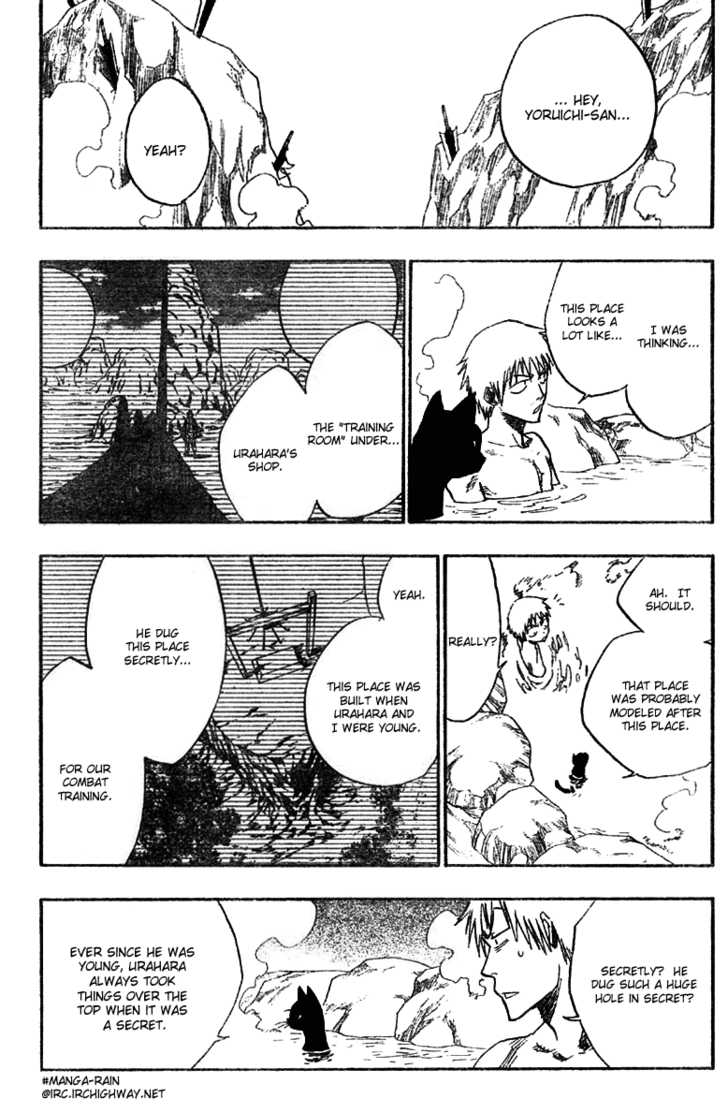 ... HEY,
YORUICHI-SAN...
YEAH?
I WAS
THINKING...
THIS PLACE
LOOKS A
LOT LIKE...
THE "TRAINING
ROOM" UNDER...
URAHARA'S
SHOP.
AH. IT
SHOULD.
THAT PLACE
WAS PROBABLY
MODELED AFTER
THIS PLACE.
REALLY?
YEAH.
THIS PLACE WAS
BUILT WHEN
URAHARA AND
I WERE YOUNG.
HE DUG
THIS PLACE
SECRETLY...
FOR OUR
COMBAT
TRAINING.
SECRETLY? HE
DUG SUCH A HUGE
HOLE IN SECRET?
EVER SINCE HE WAS
YOUNG, URAHARA
ALWAYS TOOK
THINGS OVER THE
TOP WHEN IT WAS
A SECRET.
#MANGA-RAIN
@IRC.IRCHIGHWAY.NET